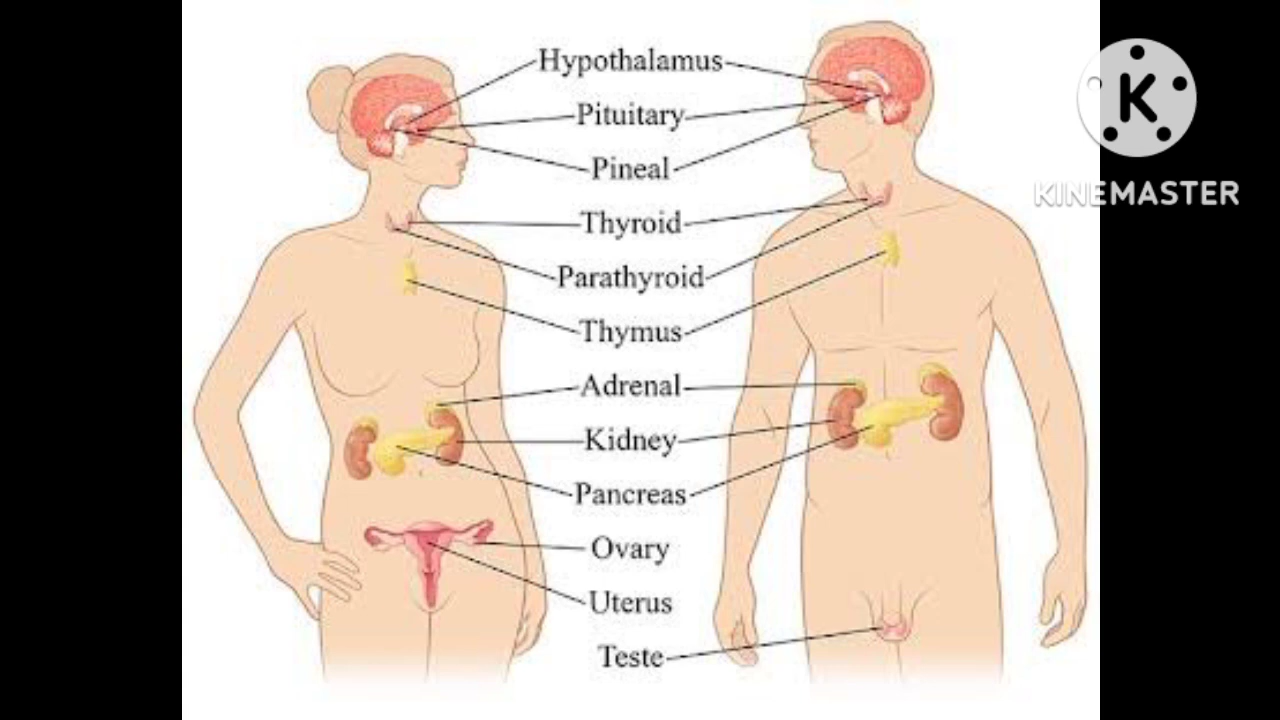 Hypothalamus
Pituitary
Pineal
Thyroid
Parathyroid
Thymus
Adrenal
Kidney
Pancreas
Ovary
Uterus
Teste
K
KINEMASTER